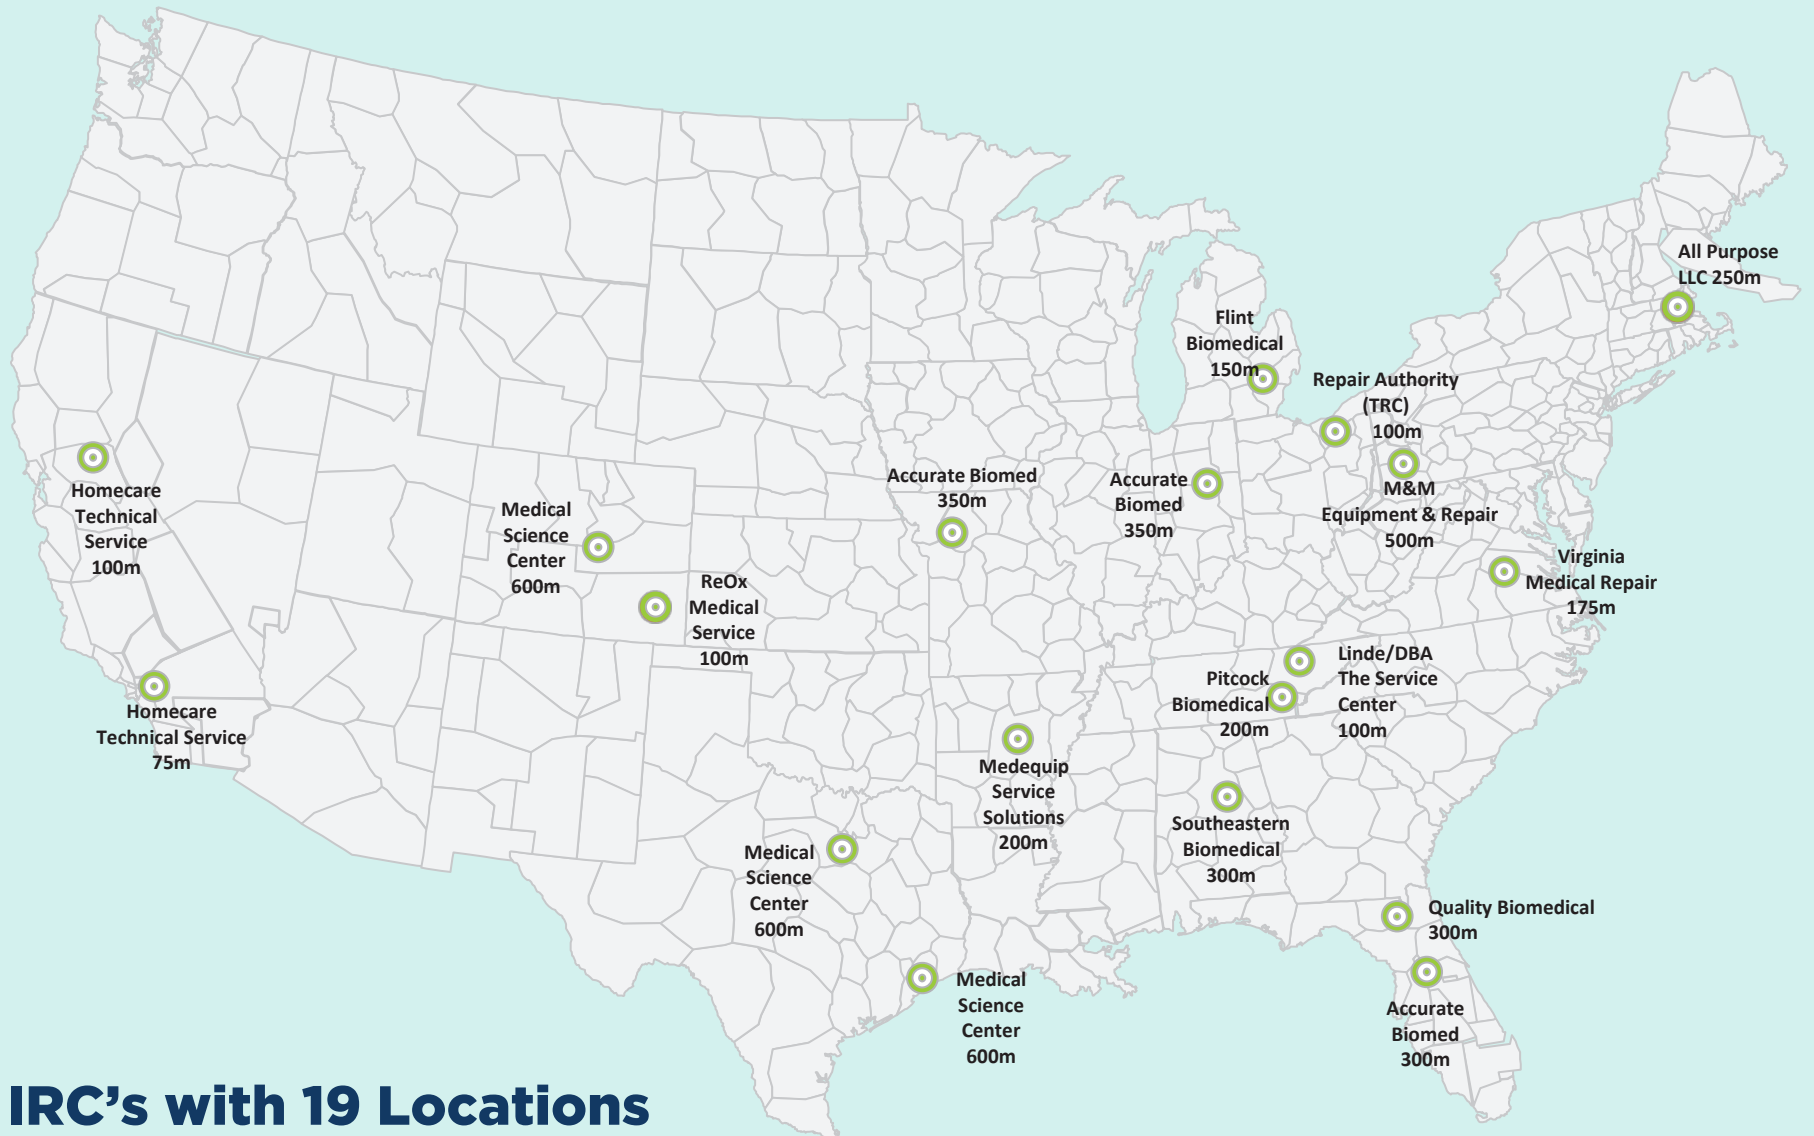 All Purpose
LLC 250m
Flint
Biomedical
150m
Repair Authority
(TRC)
100m
M&M
Equipment & Repair
500m
Accurate Biomed
350m
Accurate
Biomed
350m
Homecare
Technical
Service
100m
Medical
Science
Center
600m
ReOx
Medical
Service
100m
Virginia
Medical Repair
175m
Linde/DBA
The Service
Center
100m
Pitcock
Biomedical
200m
Homecare
Technical Service
75m
Medequip
Service
Solutions
200m
Southeastern
Biomedical
300m
Medical
Science
Center
600m
Quality Biomedical
300m
Medical
Science
Center
600m
Accurate
Biomed
300m
IRC’s with 19 Locations